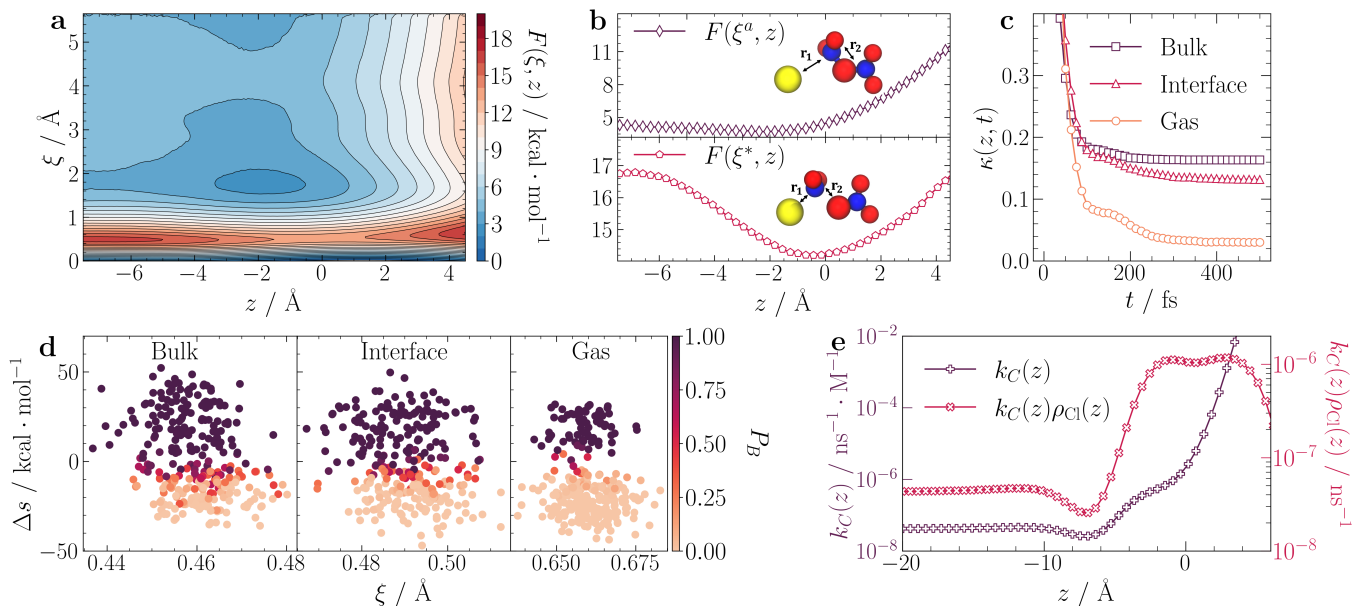 a
ξ / Å
5
4
3
2
1
0
−6 −4 −2 0 2 4
z / Å
18
15
12
9
6
3
0
F(ξ, z) / kcal · mol⁻¹
b
F(ξᵃ, z)
11
8
5
r₁ r₂
F(ξ*, z)
17
16
15
r₁ r₂
−6 −4 −2 0 2 4
z / Å
c
κ(z, t)
0.3
0.2
0.1
0.0
Bulk
Interface
Gas
0 200 400
t / fs
d
Bulk Interface Gas
Δs / kcal · mol⁻¹
50
0
−50
0.44 0.46 0.48 0.48 0.50 0.650 0.675
ξ / Å
1.00
0.75
0.50
0.25
0.00
P_B
e
k_C(z) / ns⁻¹ · M⁻¹
10⁻²
10⁻⁴
10⁻⁶
10⁻⁸
k_C(z)
k_C(z)ρ_Cl(z)
10⁻⁶
10⁻⁷
10⁻⁸
k_C(z)ρ_Cl(z) / ns⁻¹
−20 −10 0
z / Å